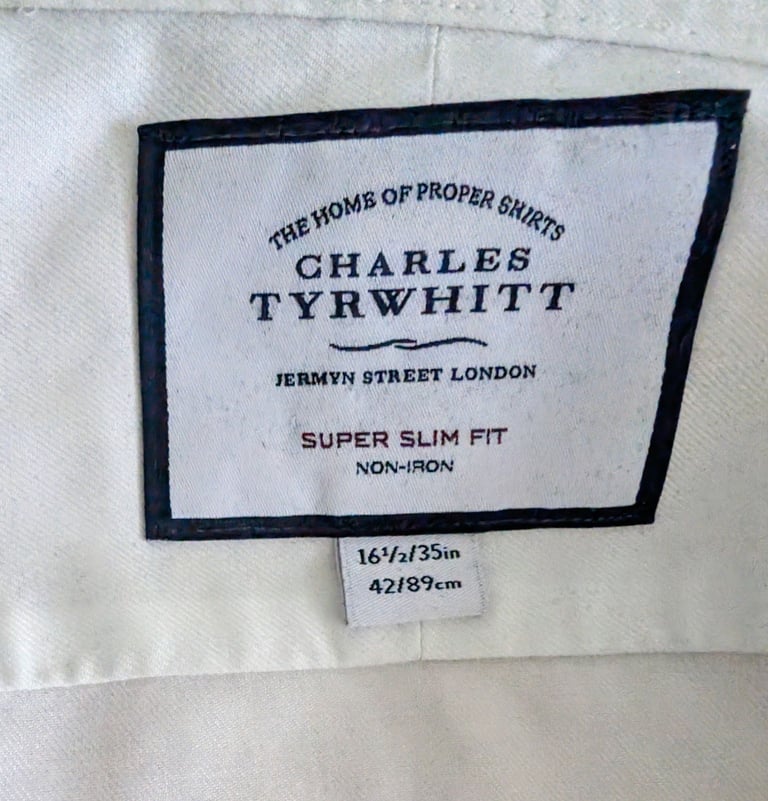 THE HOME OF PROPER SHIRTS
CHARLES
TYRWHITT
JERMYN STREET LONDON
SUPER SLIM FIT
NON-IRON
16½/35in
42/89cm